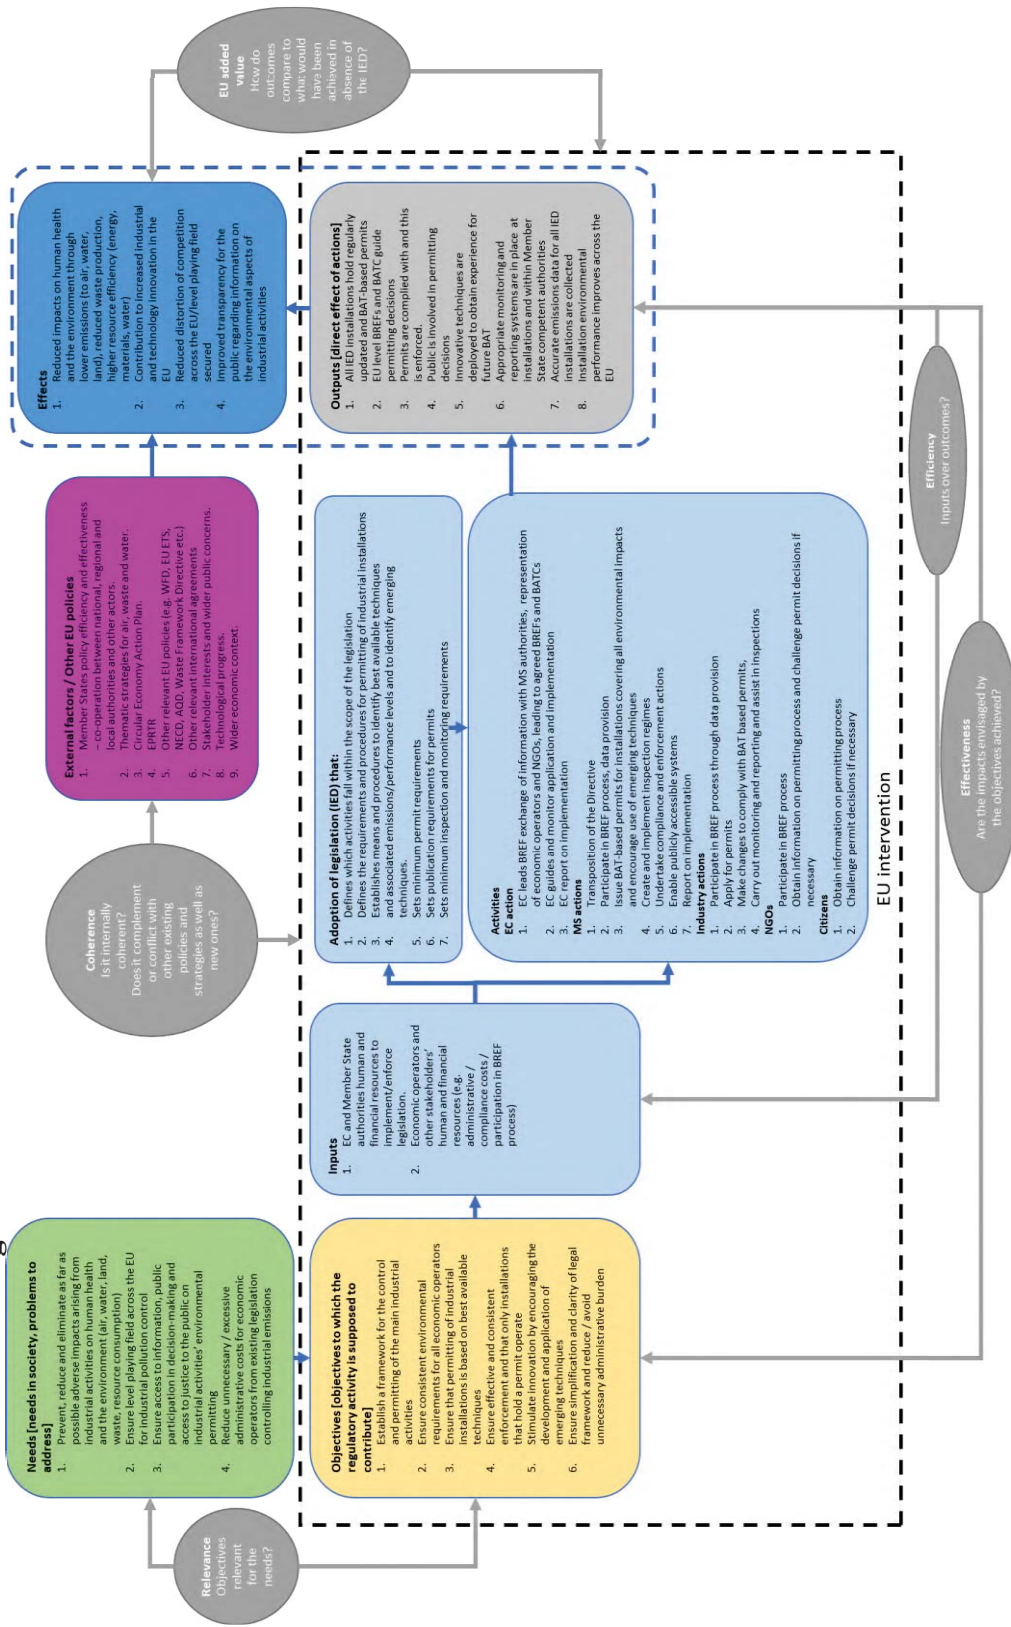 Needs [needs in society, problems to
address]
1. Prevent, reduce and eliminate as far as
possible adverse impacts arising from
industrial activities on human health
and the environment (air, water, land,
waste, resource consumption)
2. Ensure level playing field across the EU
for industrial pollution control
3. Ensure access to information, public
participation in decision-making and
access to justice to the public on
industrial activities' environmental
permitting
4. Reduce unnecessary / excessive
administrative costs for economic
operators from existing legislation
controlling industrial emissions
Coherence
Is it internally
coherent?
Does it complement
or conflict with
other existing
policies and
strategies as well as
new ones?
External factors / Other EU policies
1. Member States policy efficiency and effectiveness
– co-operation between national, regional and
local authorities and other actors.
2. Thematic strategies for air, waste and water.
3. Circular Economy Action Plan.
4. EPRTR
5. Other relevant EU policies (e.g. WFD, EU ETS,
NECD, AQD, Waste Framework Directive etc.)
6. Other relevant international agreements
7. Stakeholder interests and wider public concerns.
8. Technological progress.
9. Wider economic context.
Effects
1. Reduced impacts on human health
and the environment through
lower emissions (to air, water,
land), reduced waste production,
higher resource efficiency (energy,
materials, water)
2. Contribution to increased industrial
and technology innovation in the
EU
3. Reduced distortion of competition
across the EU/level playing field
secured
4. Improved transparency for the
public regarding information on
the environmental aspects of
industrial activities
EU added
value
How do
outcomes
compare to
what would
have been
achieved in
absence of
the IED?
Relevance
Objectives
relevant
for the
needs?
Objectives [objectives to which the
regulatory activity is supposed to
contribute]
1. Establish a framework for the control
and permitting of the main industrial
activities
2. Ensure consistent environmental
requirements for all economic operators
3. Ensure that permitting of industrial
installations is based on best available
techniques
4. Ensure effective and consistent
enforcement and that only installations
that hold a permit operate
5. Stimulate innovation by encouraging the
development and application of
emerging techniques
6. Ensure simplification and clarity of legal
framework and reduce / avoid
unnecessary administrative burden
Inputs
1. EC and Member State
authorities human and
financial resources to
implement/enforce
legislation.
2. Economic operators and
other stakeholders'
human and financial
resources (e.g.
administrative /
compliance costs /
participation in BREF
process)
Adoption of legislation (IED) that:
1. Defines which activities fall within the scope of the legislation
2. Defines the requirements and procedures for permitting of industrial installations
3. Establishes means and procedures to identify best available techniques
4. and associated emissions/performance levels and to identify emerging
techniques.
5. Sets minimum permit requirements
6. Sets publication requirements for permits
7. Sets minimum inspection and monitoring requirements
Activities
EC action
1. EC leads BREF exchange of information with MS authorities, representation
of economic operators and NGOs, leading to agreed BREFs and BATCs
2. EC guides and monitor application and implementation
3. EC report on implementation
MS actions
1. Transposition of the Directive
2. Participate in BREF process, data provision
3. Issue BAT-based permits for installations covering all environmental impacts
and encourage use of emerging techniques
4. Create and implement inspection regimes
5. Undertake compliance and enforcement actions
6. Enable publicly accessible systems
7. Report on implementation
Industry actions
1. Participate in BREF process through data provision
2. Apply for permits
3. Make changes to comply with BAT based permits,
4. Carry out monitoring and reporting and assist in inspections
NGOs
1. Participate in BREF process
2. Obtain information on permitting process and challenge permit decisions if
necessary
Citizens
1. Obtain information on permitting process
2. Challenge permit decisions if necessary
Outputs [direct effect of actions]
1. All IED installations hold regularly
updated and BAT-based permits
2. EU level BREFs and BATC guide
permitting decisions
3. Permits are complied with and this
is enforced.
4. Public is involved in permitting
decisions
5. Innovative techniques are
deployed to obtain experience for
future BAT
6. Appropriate monitoring and
reporting systems are in place at
installations and within Member
State competent authorities
7. Accurate emissions data for all IED
installations are collected
8. Installation environmental
performance improves across the
EU
EU intervention
Efficiency
Inputs over outcomes?
Effectiveness
Are the impacts envisaged by
the objectives achieved?